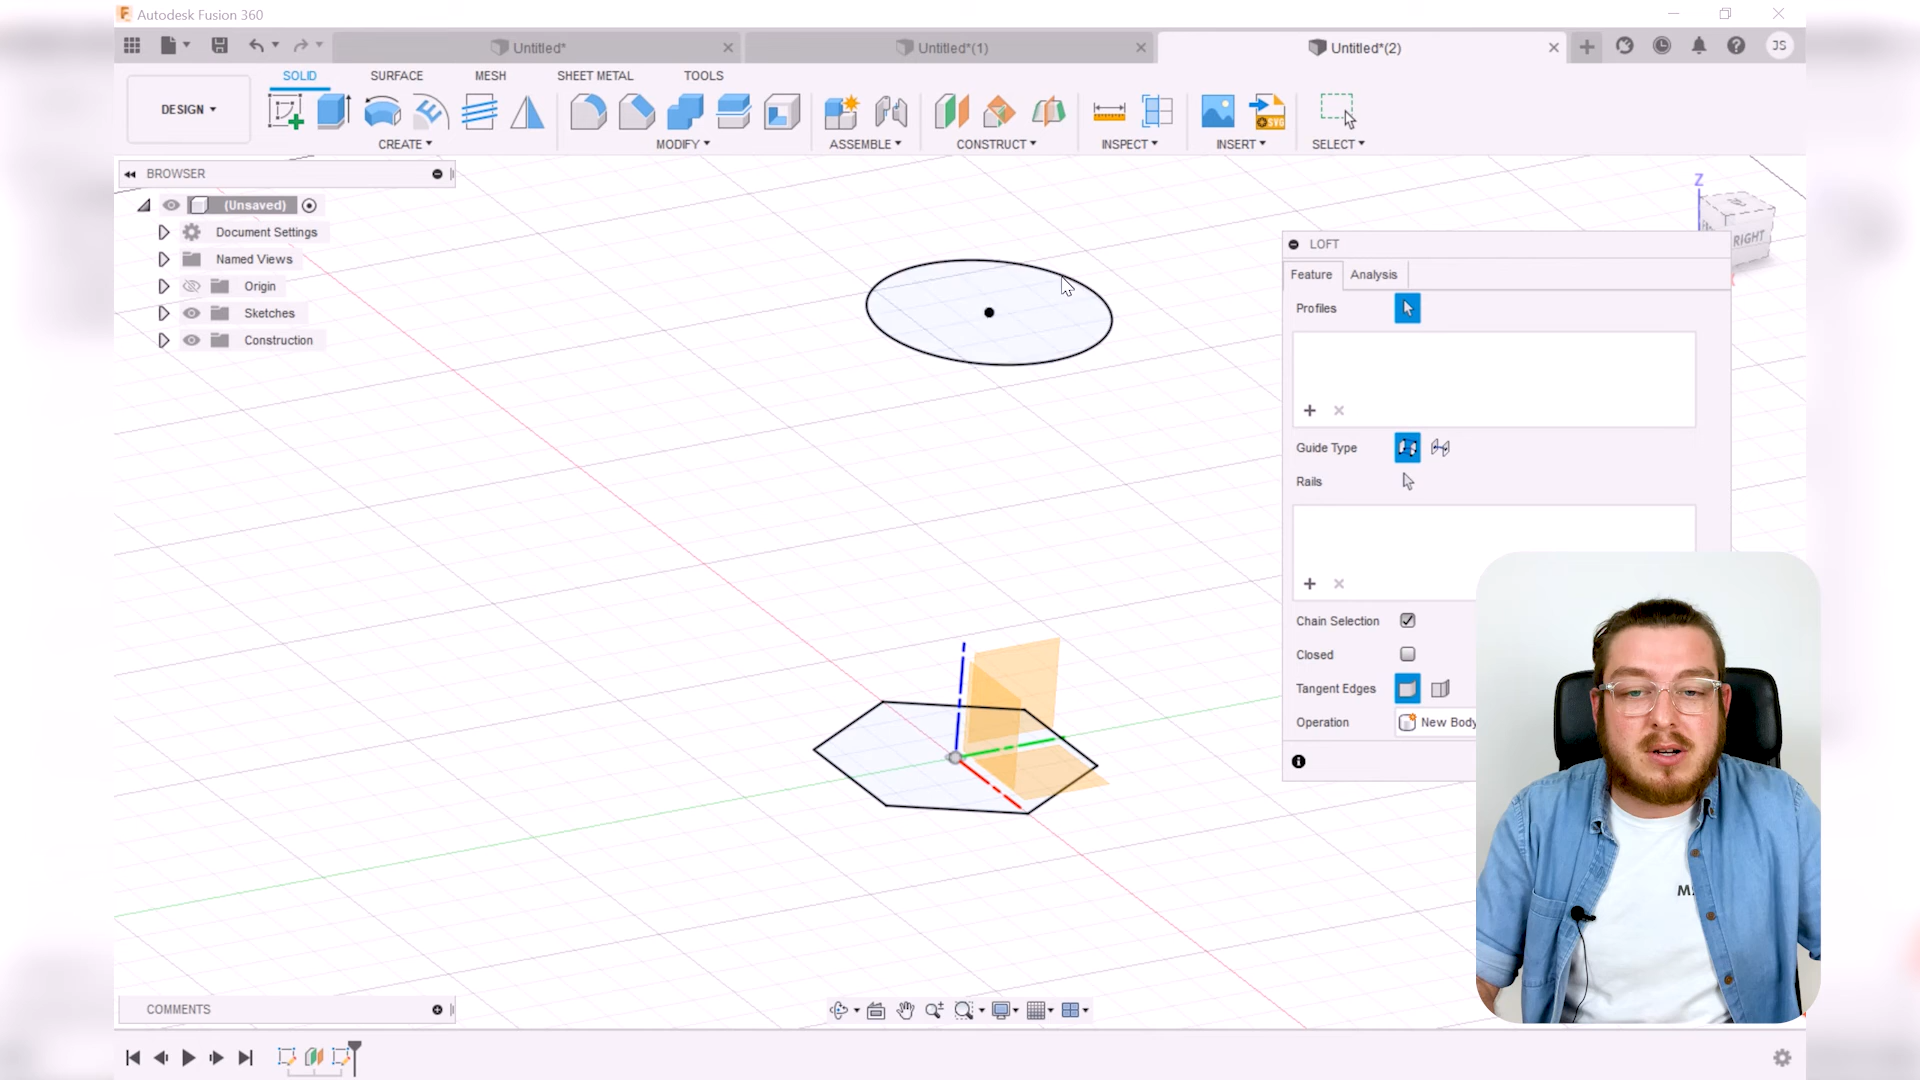 Autodesk Fusion 360
Untitled*
Untitled*(1)
Untitled*(2)
JS
DESIGN
SOLID
SURFACE
MESH
SHEET METAL
TOOLS
CREATE
MODIFY
ASSEMBLE
CONSTRUCT
INSPECT
INSERT
SELECT
BROWSER
(Unsaved)
Document Settings
Named Views
Origin
Sketches
Construction
Z
RIGHT
LOFT
Feature
Analysis
Profiles
Guide Type
Rails
Chain Selection
Closed
Tangent Edges
Operation
New Body
COMMENTS